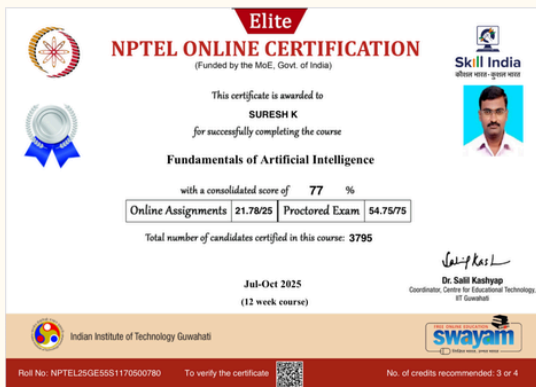 Elite
NPTEL ONLINE CERTIFICATION
(Funded by the MoE, Govt. of India)
Skill India
कौशल भारत - कुशल भारत
This certificate is awarded to
SURESH K
for successfully completing the course
Fundamentals of Artificial Intelligence
with a consolidated score of 77 %
Online Assignments 21.78/25 Proctored Exam 54.75/75
Total number of candidates certified in this course: 3795
Jul-Oct 2025
(12 week course)
Dr. Salil Kashyap
Coordinator, Centre for Educational Technology,
IIT Guwahati
Indian Institute of Technology Guwahati
FREE ONLINE EDUCATION
swayam
Roll No: NPTEL25GE55S1170500780 To verify the certificate No. of credits recommended: 3 or 4